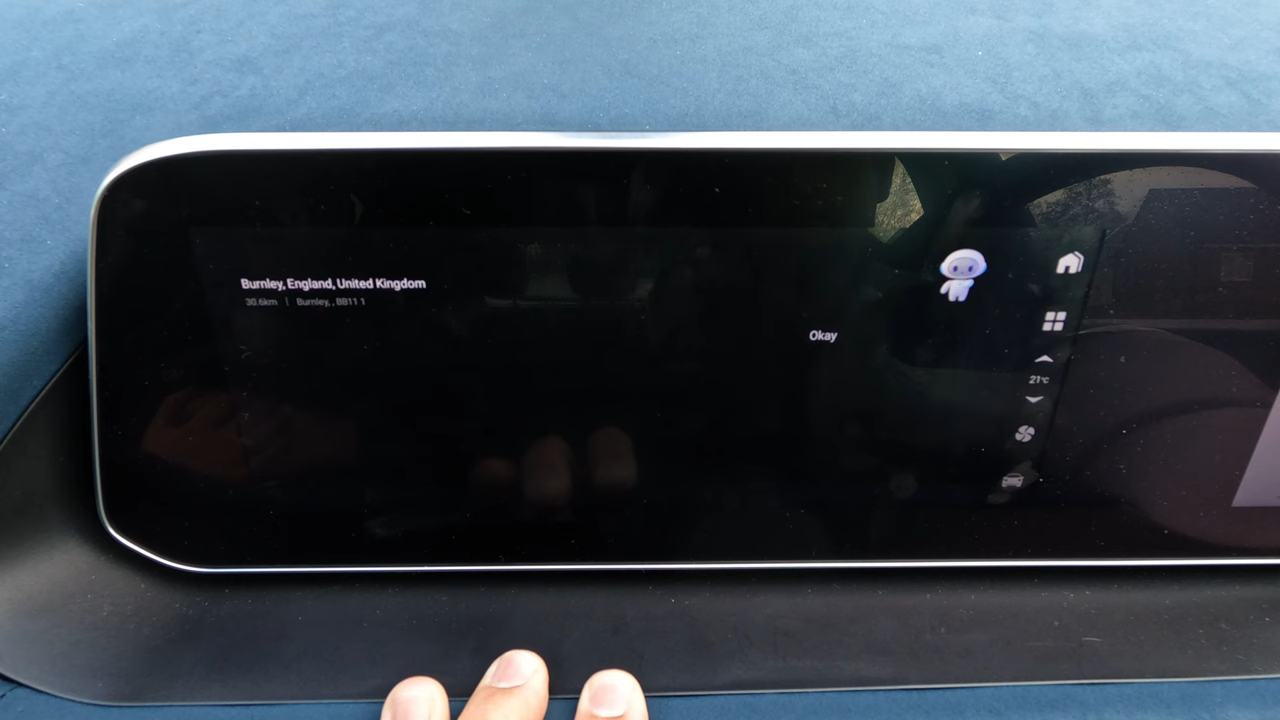 Burnley, England, United Kingdom
30.6km | Burnley, , BB11 1
Okay
21°C